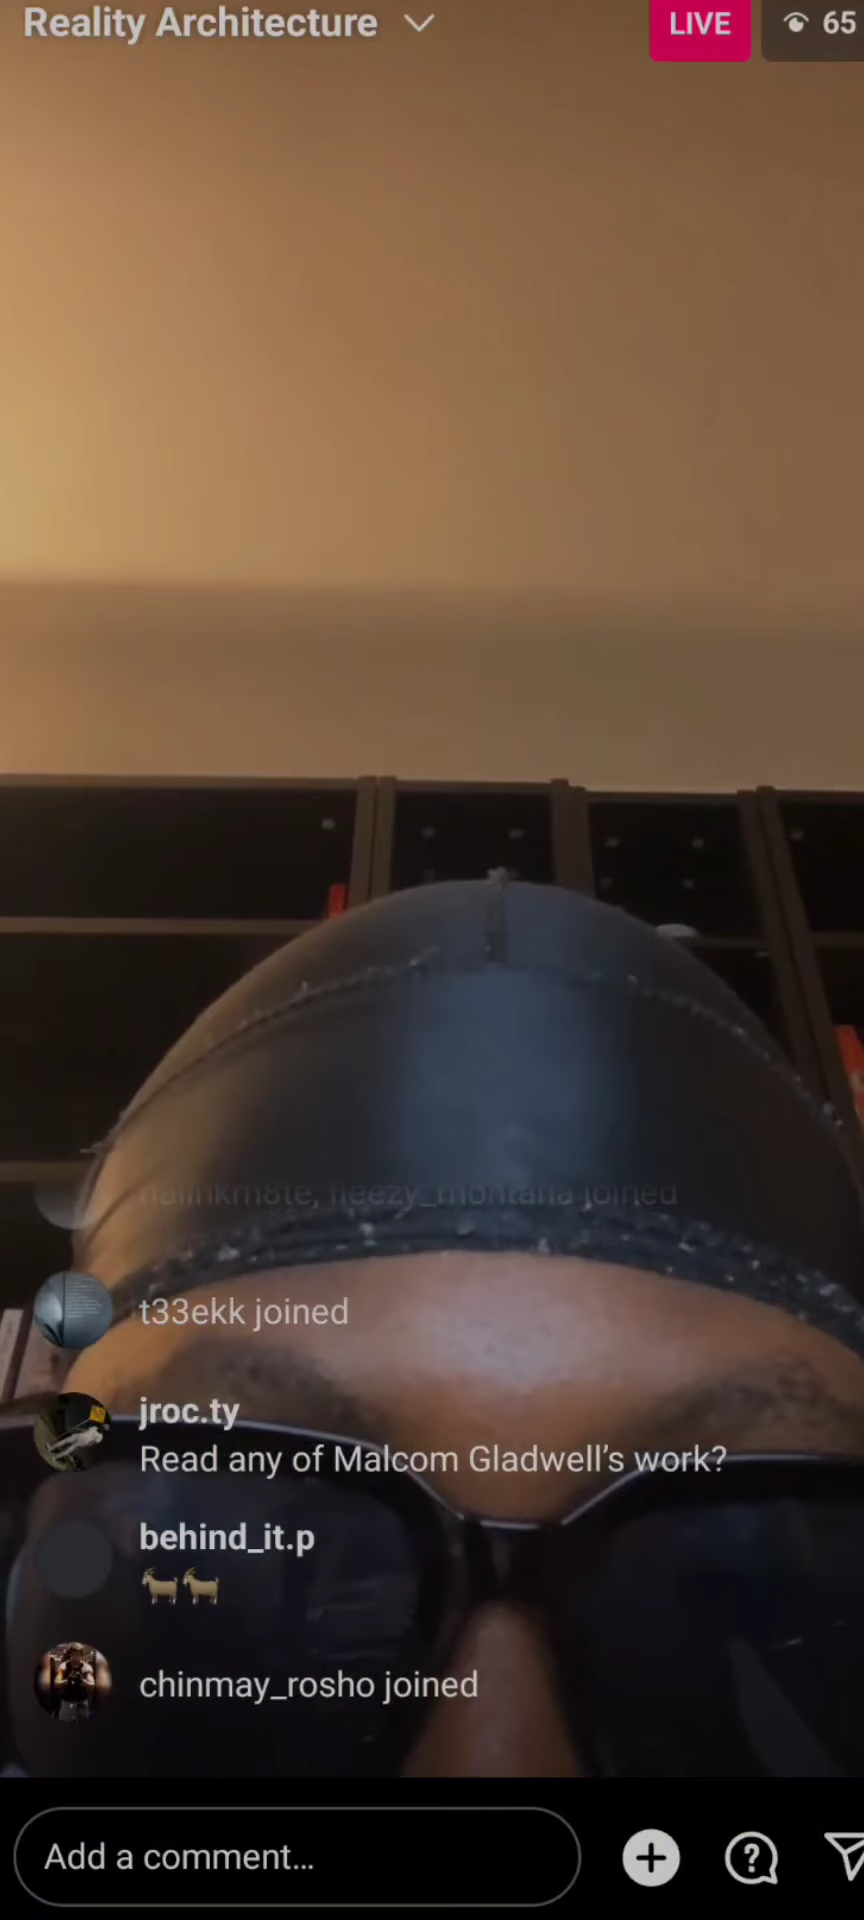 Reality Architecture
LIVE
65
joined
t33ekk joined
jroc.ty
Read any of Malcom Gladwell’s work?
behind_it.p
🐐🐐
chinmay_rosho joined
Add a comment...